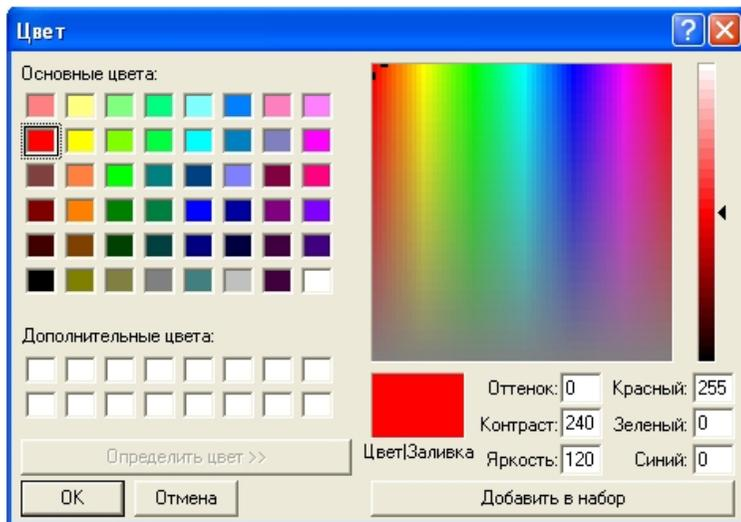 Цвет
Основные цвета:
Дополнительные цвета:
Определить цвет >>
OK
Отмена
Цвет|Заливка
Оттенок: 0
Контраст: 240
Яркость: 120
Красный: 255
Зеленый: 0
Синий: 0
Добавить в набор